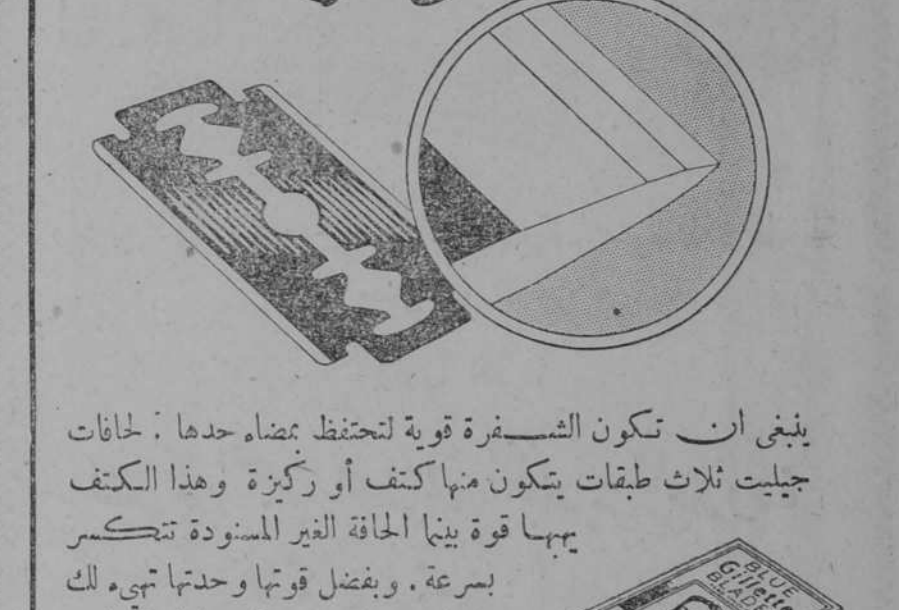 ينبغى ان تكون الشفرة قوية لتحتفظ بمضاء حدها . لحافات
جيليت ثلاث طبقات يتكون منها كتف أو ركيزة وهذا الكتف
يهبها قوة بينما الحافة الغير المسنودة تتكسر
بسرعة . وبفضل قوتها وحدتها تهيء لك
BLUE
Gillette
BLADE